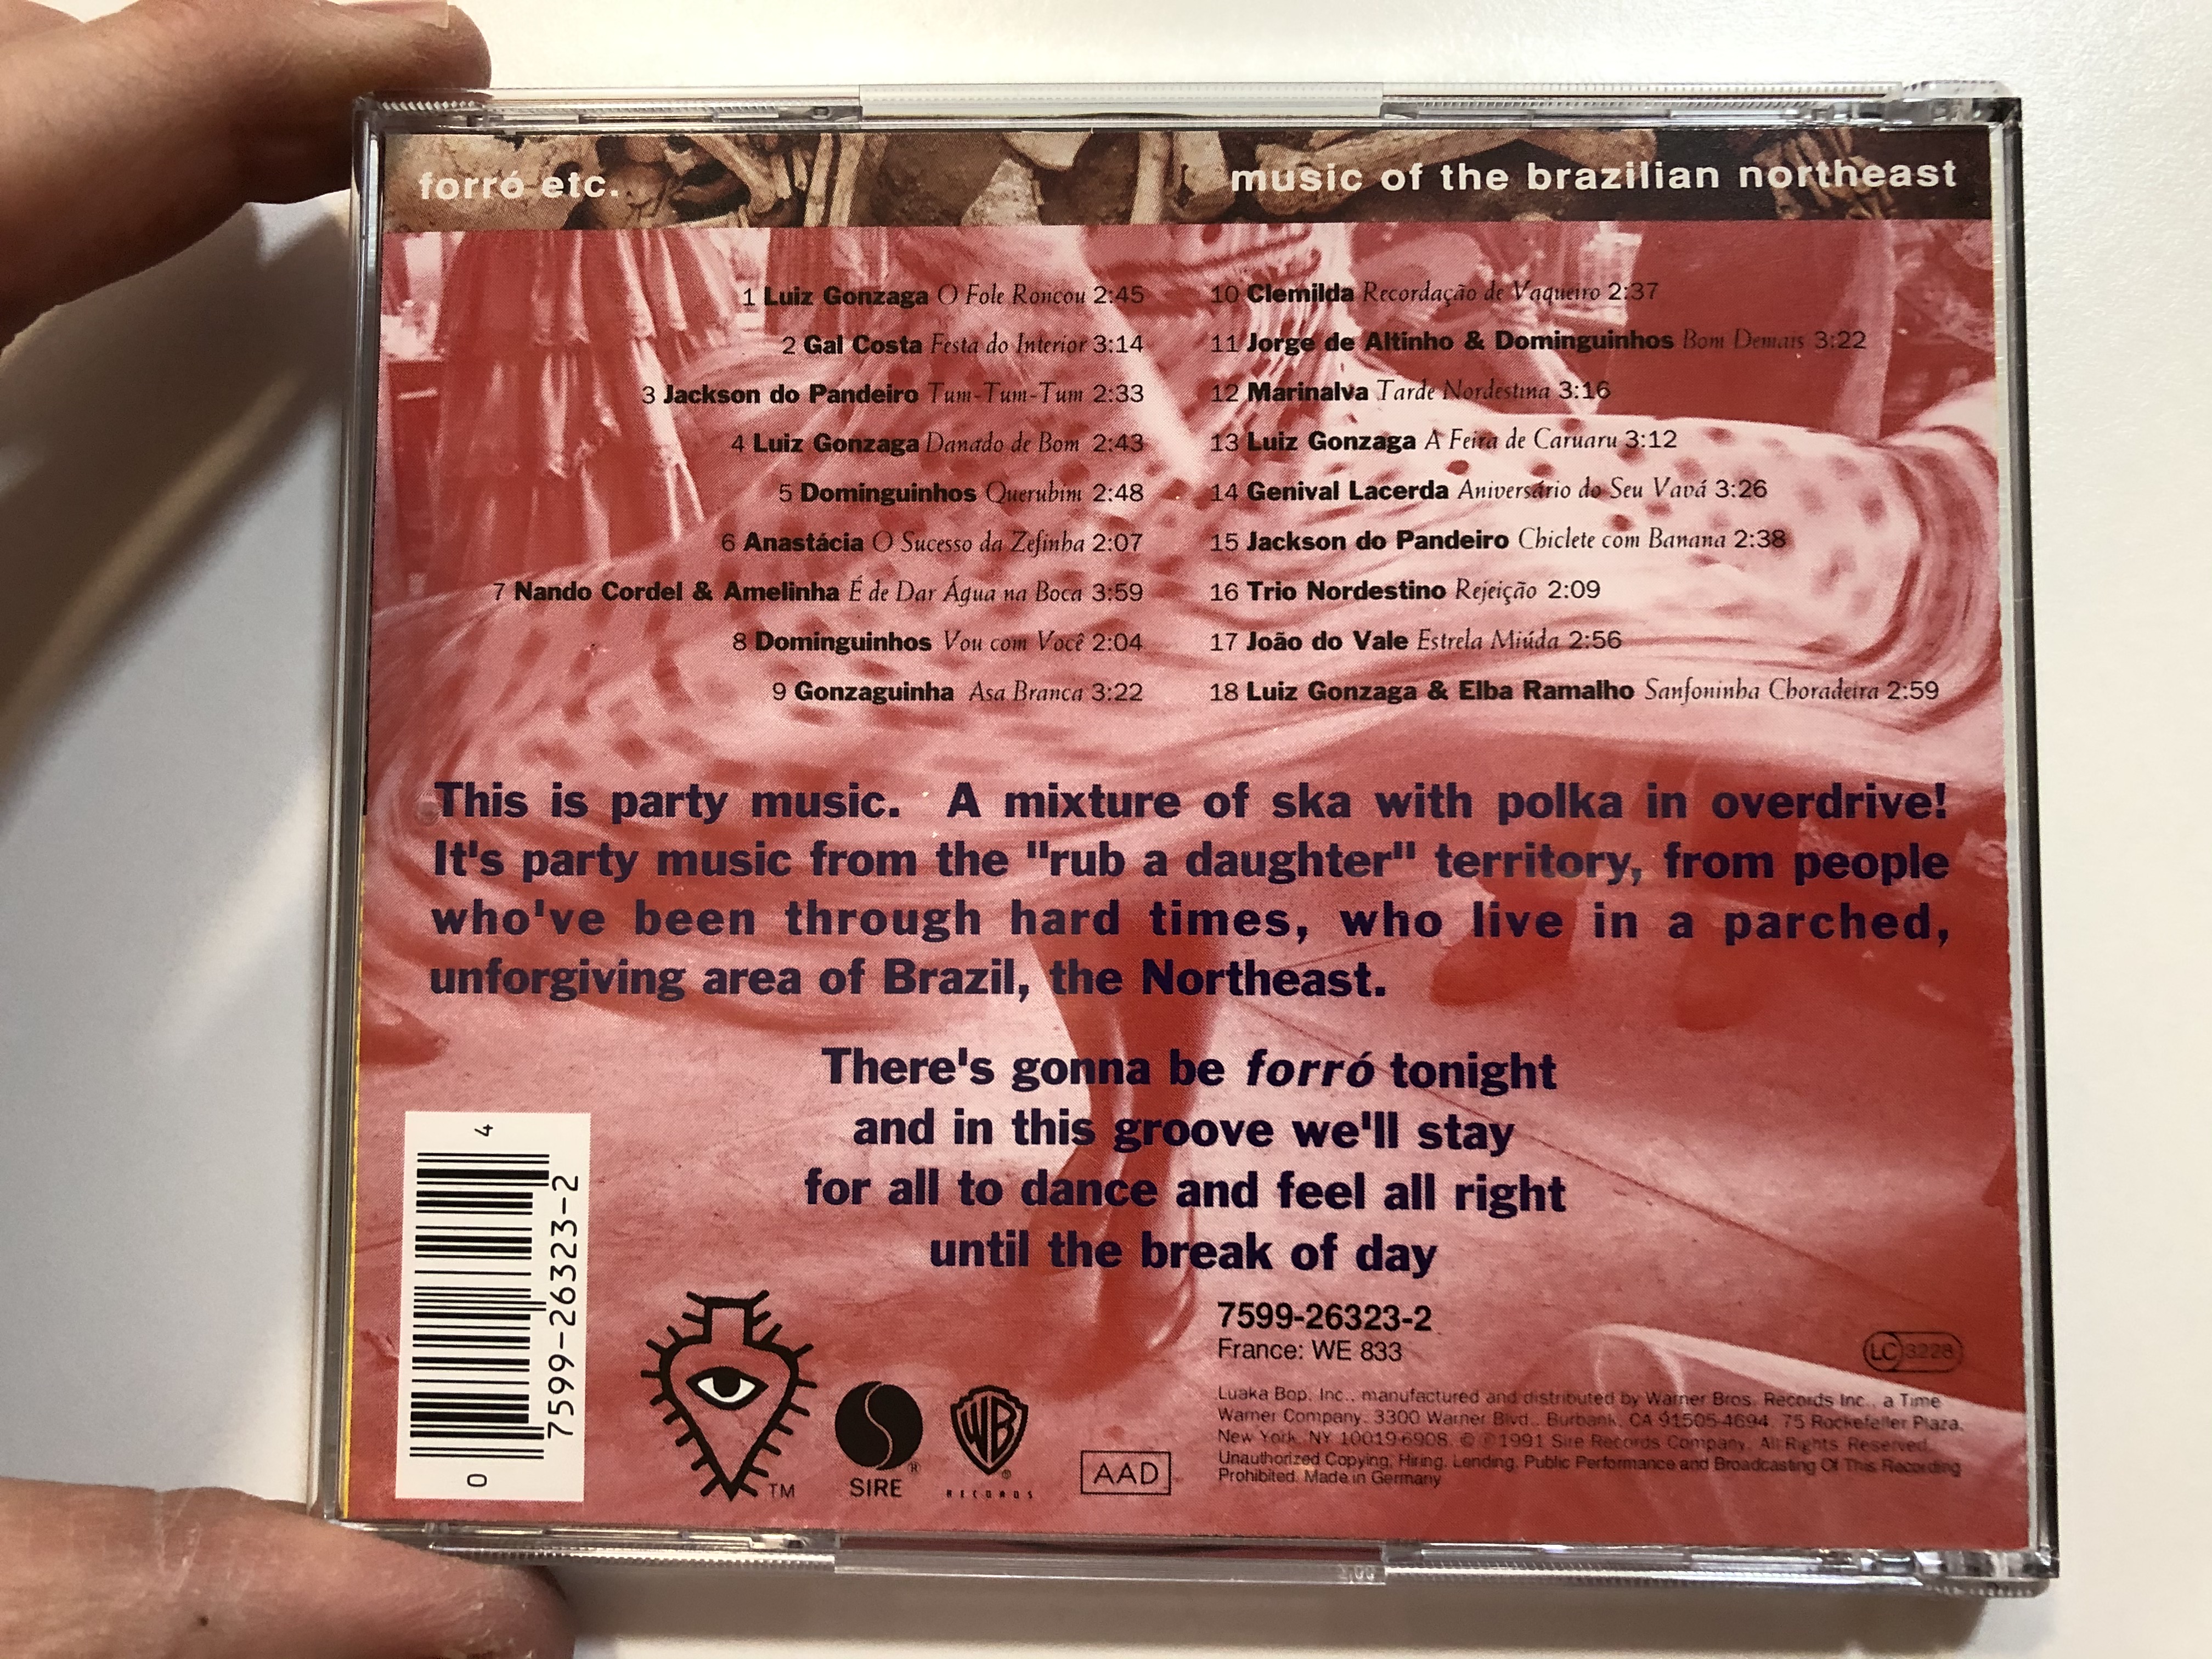 forró etc.
music of the brazilian northeast
1 Luiz Gonzaga O Fole Roncou 2:45
2 Gal Costa Festa do Interior 3:14
3 Jackson do Pandeiro Tum-Tum-Tum 2:33
4 Luiz Gonzaga Danado de Bom 2:43
5 Dominguinhos Querubim 2:48
6 Anastácia O Sucesso da Zefinha 2:07
7 Nando Cordel & Amelinha É de Dar Água na Boca 3:59
8 Dominguinhos Vou com Você 2:04
9 Gonzaguinha Asa Branca 3:22
10 Clemilda Recordação de Vaqueiro 2:37
11 Jorge de Altinho & Dominguinhos Bom Demais 3:22
12 Marinalva Tarde Nordestina 3:16
13 Luiz Gonzaga A Feira de Caruaru 3:12
14 Genival Lacerda Aniversário do Seu Vavá 3:26
15 Jackson do Pandeiro Chiclete com Banana 2:38
16 Trio Nordestino Rejeição 2:09
17 João do Vale Estrela Miúda 2:56
18 Luiz Gonzaga & Elba Ramalho Sanfoninha Choradeira 2:59
This is party music. A mixture of ska with polka in overdrive!
It's party music from the "rub a daughter" territory, from people
who've been through hard times, who live in a parched,
unforgiving area of Brazil, the Northeast.
There's gonna be forró tonight
and in this groove we'll stay
for all to dance and feel all right
until the break of day
0 7599-26323-2 4
TM
SIRE ®
WB ®
RECORDS
AAD
7599-26323-2
France: WE 833
LC 3228
Luaka Bop, Inc., manufactured and distributed by Warner Bros. Records Inc., a Time
Warner Company. 3300 Warner Blvd., Burbank, CA 91505-4694. 75 Rockefeller Plaza,
New York, NY 10019-6908. © ℗ 1991 Sire Records Company. All Rights Reserved.
Unauthorized Copying, Hiring, Lending, Public Performance and Broadcasting Of This Recording
Prohibited. Made in Germany